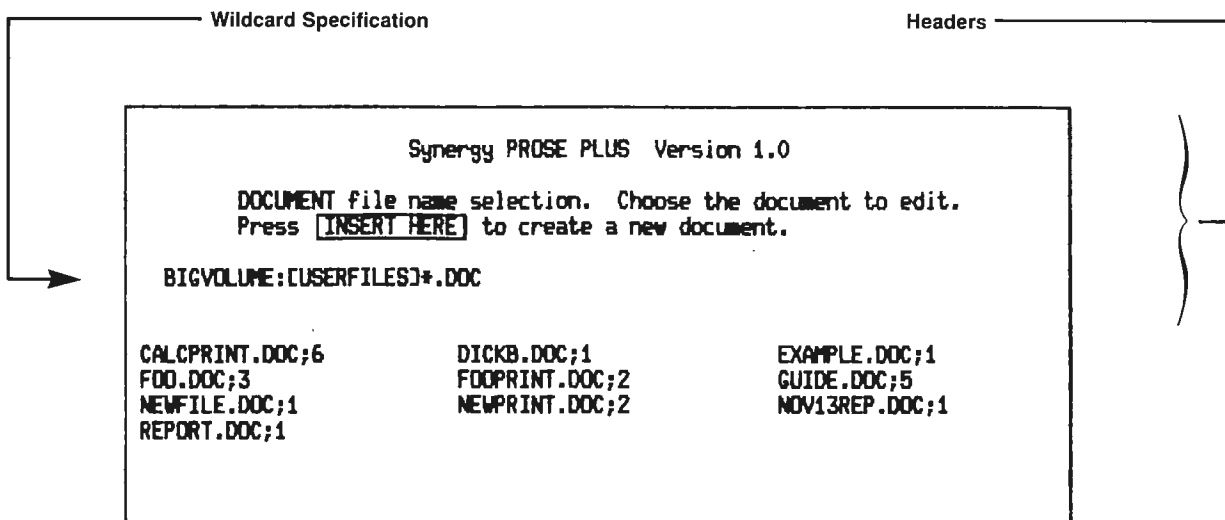 Wildcard Specification Headers
Synergy PROSE PLUS Version 1.0
DOCUMENT file name selection. Choose the document to edit.
Press INSERT HERE to create a new document.
BIGVOLUME:[USERFILES]*.DOC
CALCPRINT.DOC;6 DICKB.DOC;1 EXAMPLE.DOC;1
FOO.DOC;3 FOOPRINT.DOC;2 GUIDE.DOC;5
NEWFILE.DOC;1 NEWPRINT.DOC;2 NOV13REP.DOC;1
REPORT.DOC;1